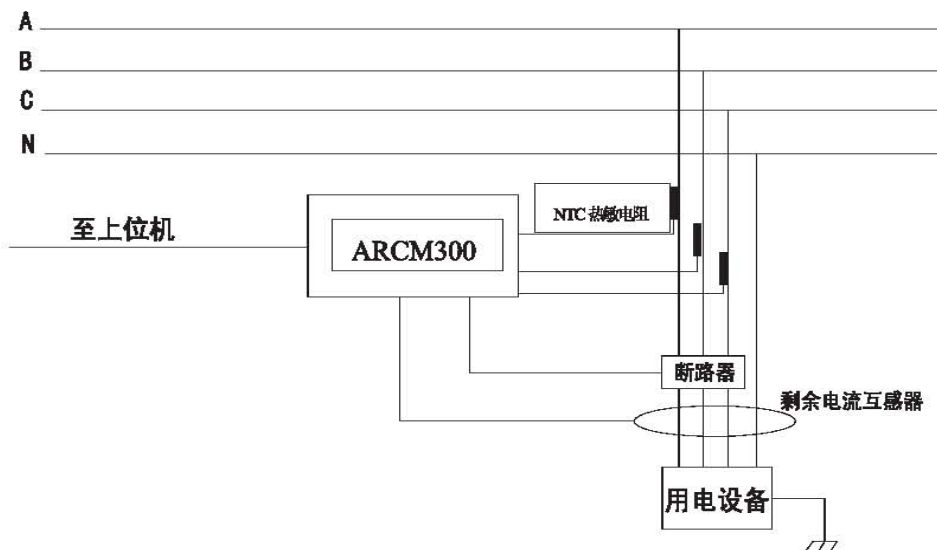 A
B
C
N
至上位机
NTC 热敏电阻
ARCM300
断路器
剩余电流互感器
用电设备